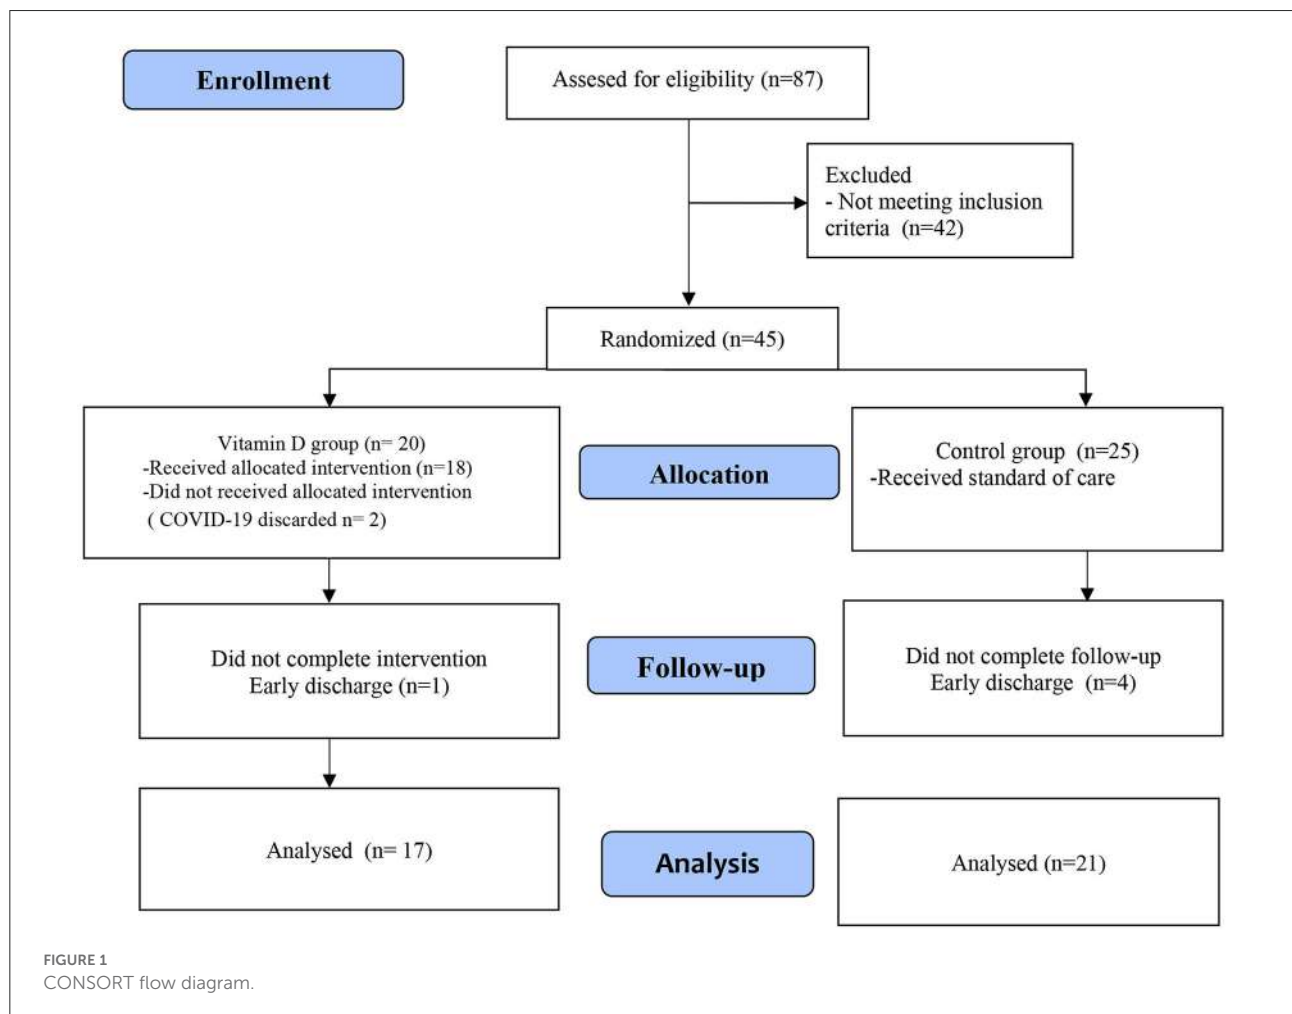 Enrollment
Assesed for eligibility (n=87)
Excluded
- Not meeting inclusion
criteria (n=42)
Randomized (n=45)
Vitamin D group (n= 20)
-Received allocated intervention (n=18)
-Did not received allocated intervention
( COVID-19 discarded n= 2)
Allocation
Control group (n=25)
-Received standard of care
Did not complete intervention
Early discharge (n=1)
Follow-up
Did not complete follow-up
Early discharge (n=4)
Analysed (n= 17)
Analysis
Analysed (n=21)
FIGURE 1
CONSORT flow diagram.